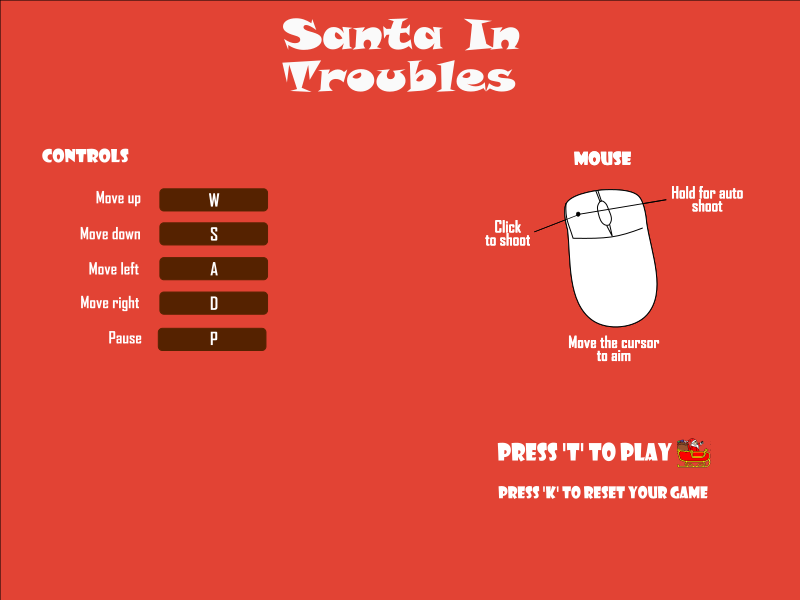 Santa In
Troubles
CONTROLS
Move up W
Move down S
Move left A
Move right D
Pause P
MOUSE
Hold for auto
shoot
Click
to shoot
Move the cursor
to aim
PRESS 'T' TO PLAY
PRESS 'K' TO RESET YOUR GAME